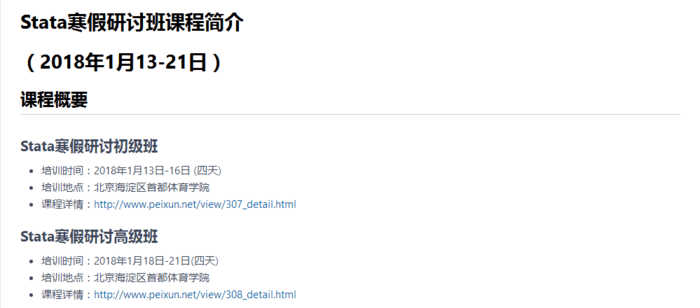 Stata寒假研讨班课程简介
（2018年1月13-21日）
课程概要
Stata寒假研讨初级班
培训时间：2018年1月13日-16日 (四天)
培训地点：北京海淀区首都体育学院
课程详情：http://www.peixun.net/view/307_detail.html
Stata寒假研讨高级班
培训时间：2018年1月18日-21日(四天)
培训地点：北京海淀区首都体育学院
课程详情：http://www.peixun.net/view/308_detail.html